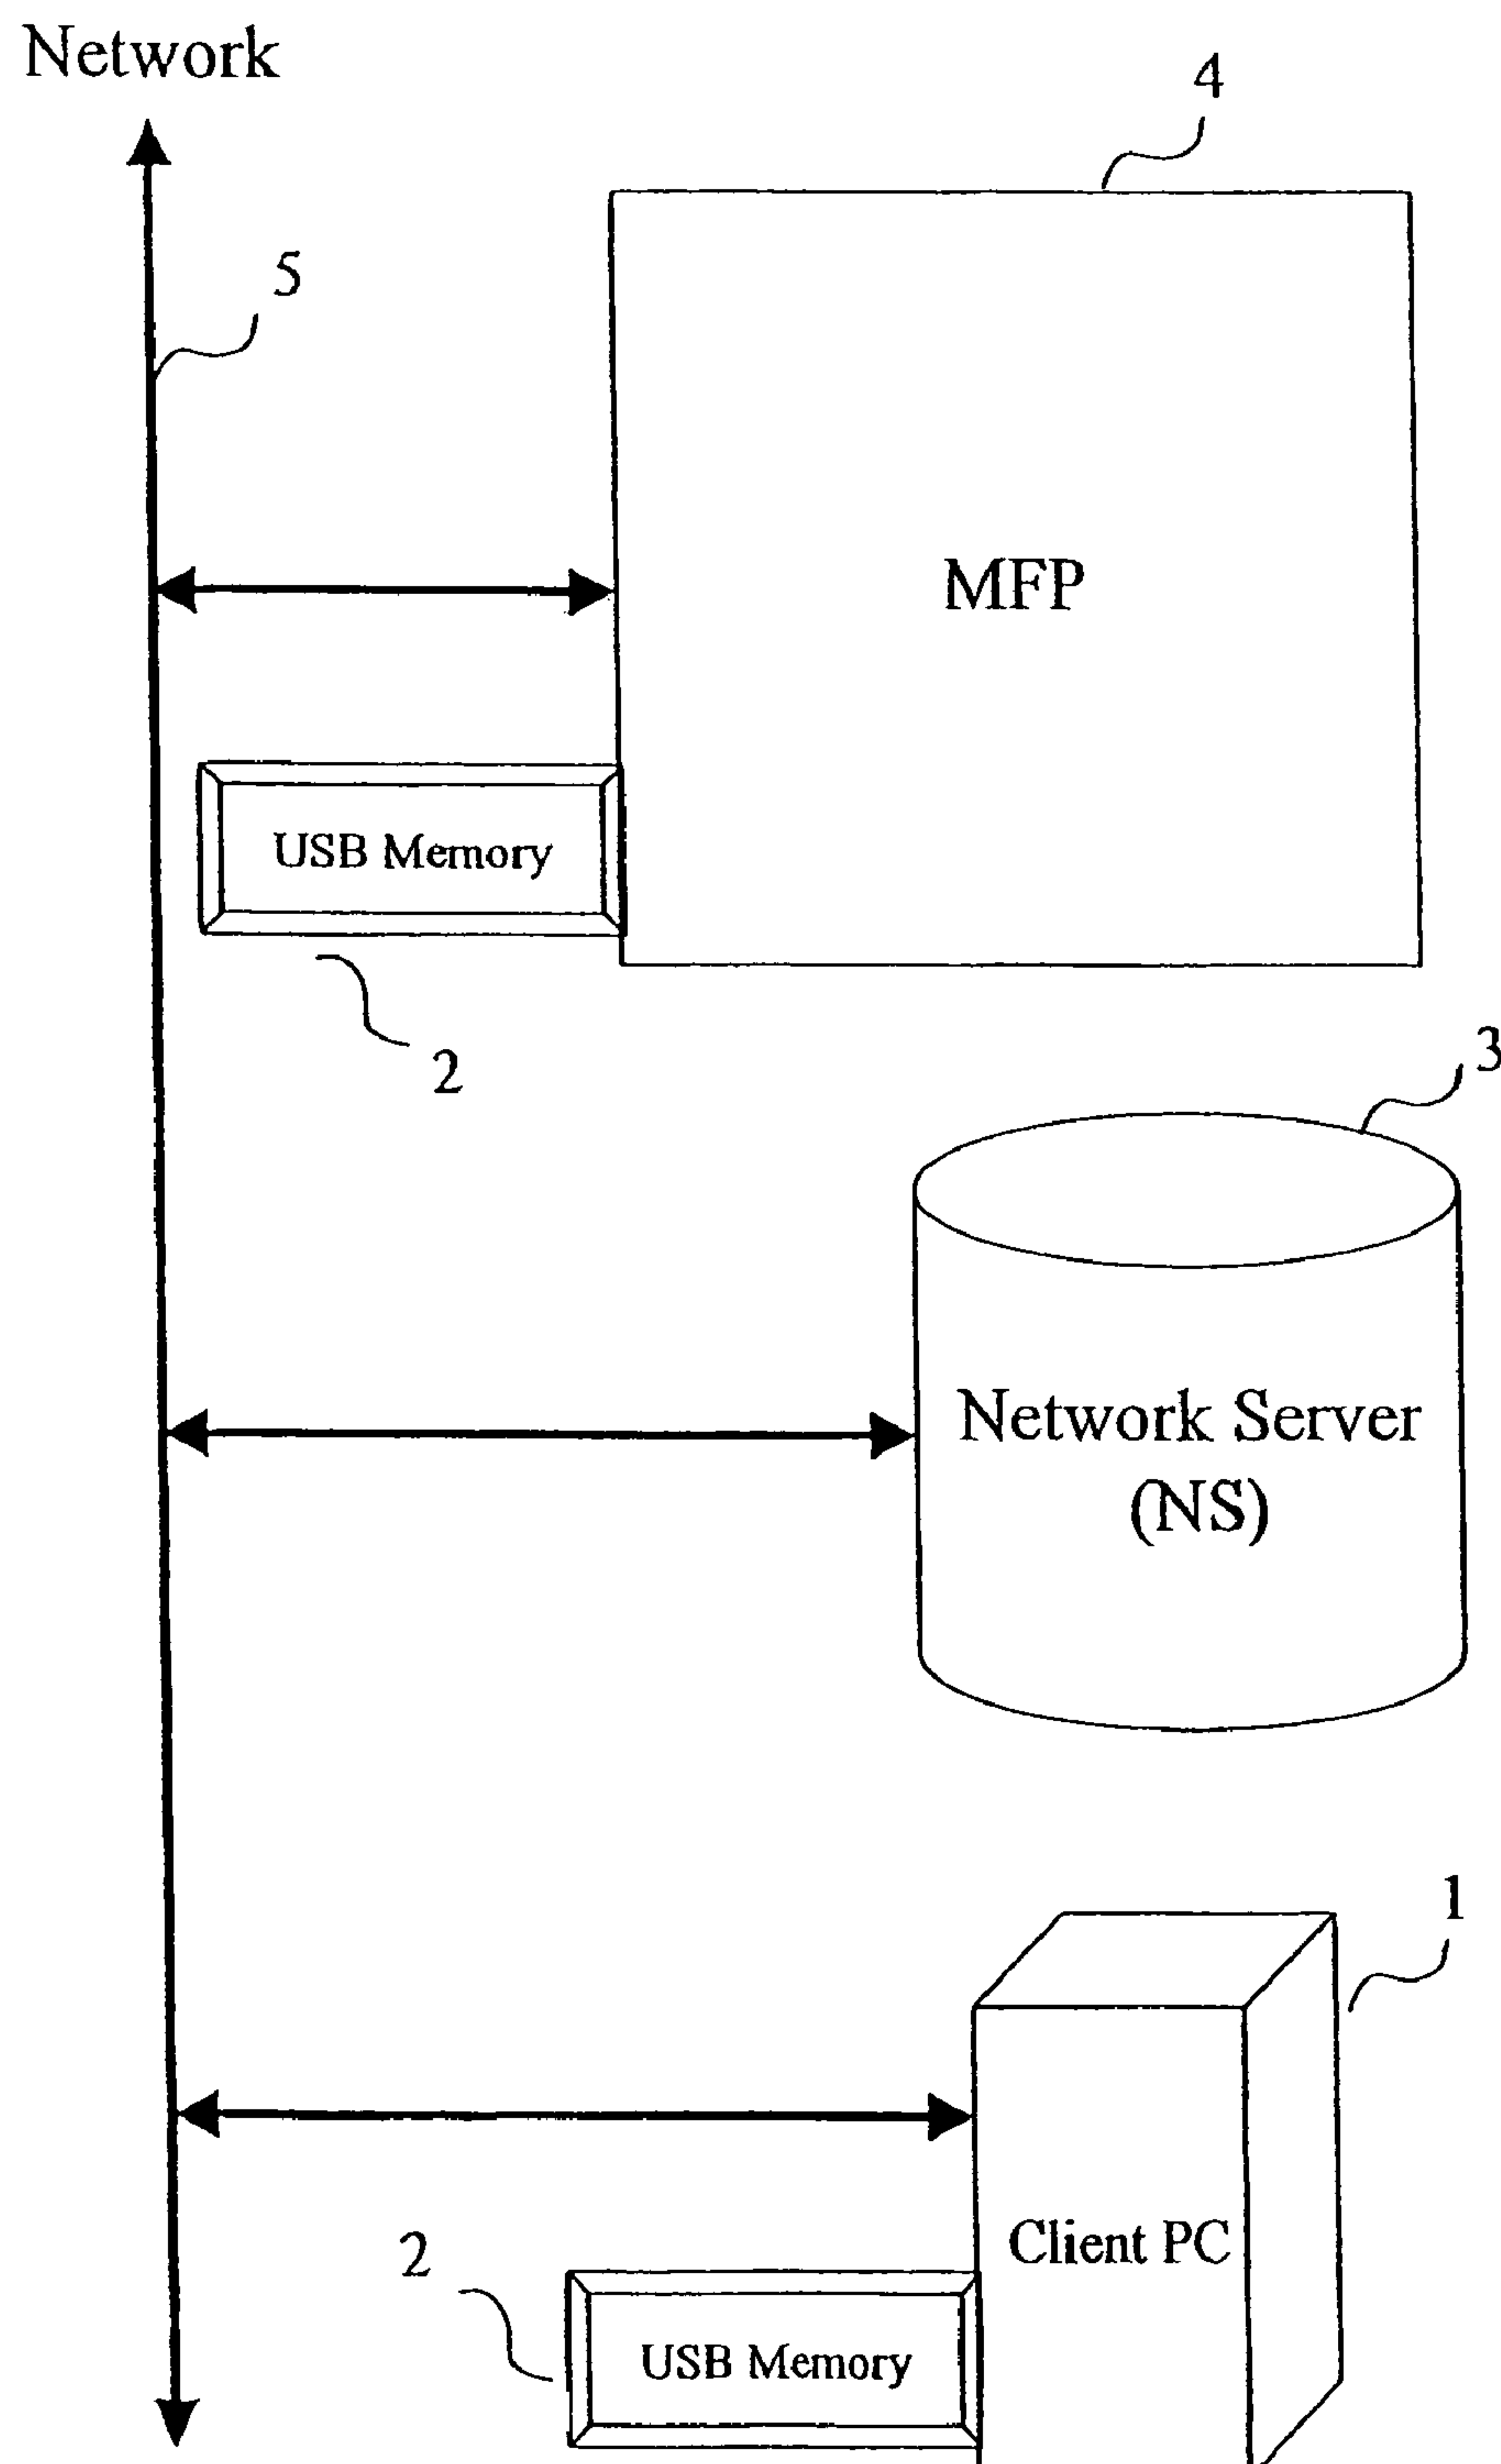 Network
4
5
MFP
USB Memory
2
3
Network Server
(NS)
1
Client PC
2
USB Memory